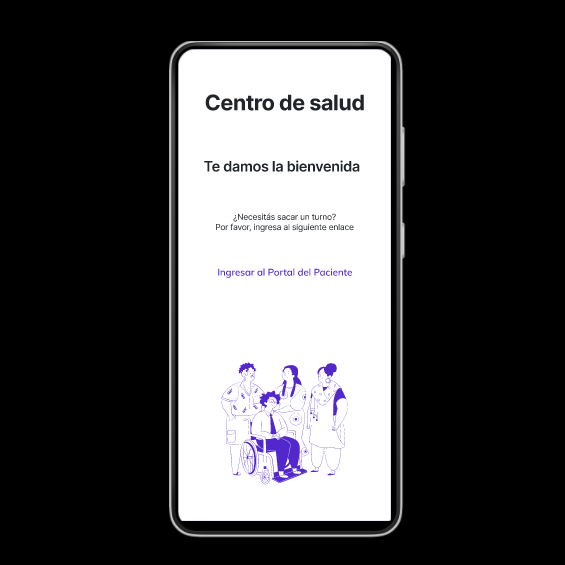 Centro de salud
Te damos la bienvenida
¿Necesitás sacar un turno?
Por favor, ingresa al siguiente enlace
Ingresar al Portal del Paciente